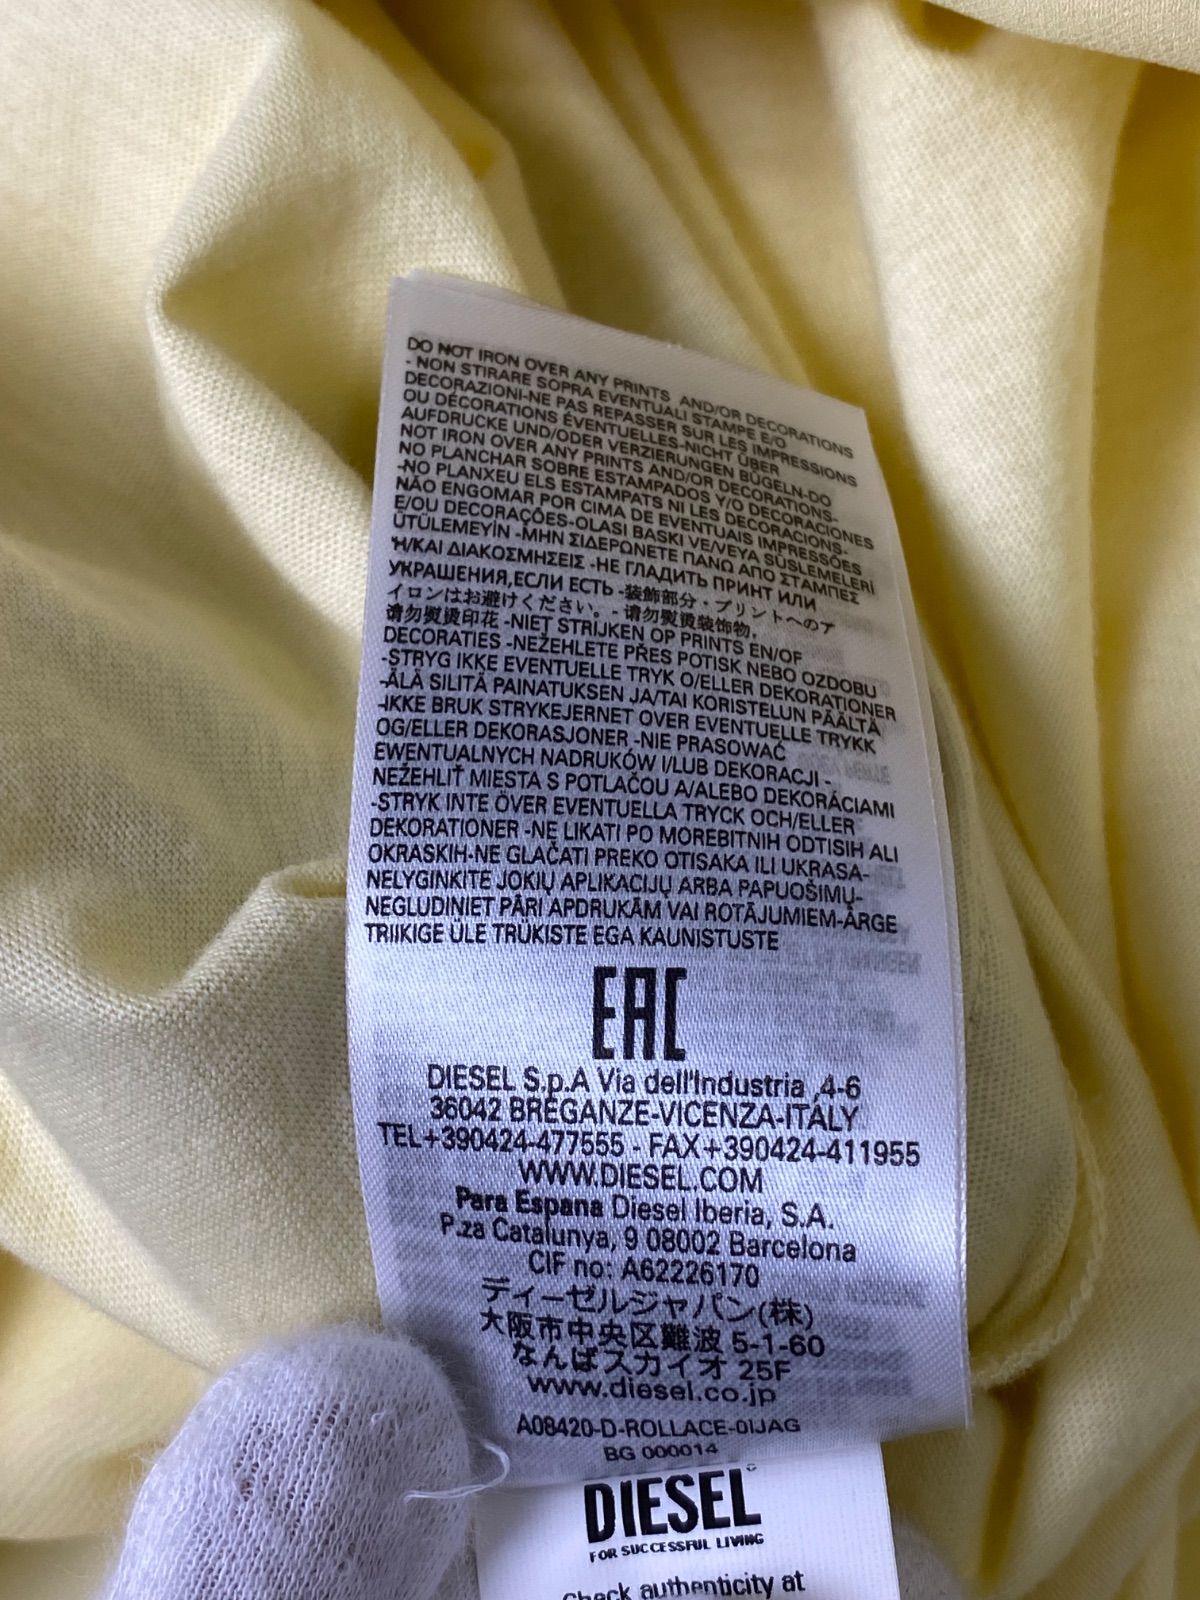 DO NOT IRON OVER ANY PRINTS AND/OR DECORATIONS
- NON STIRARE SOPRA EVENTUALI STAMPE E/O
DECORAZIONI-NE PAS REPASSER SUR LES IMPRESSIONS
OU DÉCORATIONS ÉVENTUELLES-NICHT ÜBER
AUFDRUCKE UND/ODER VERZIERUNGEN BÜGELN-DO
NOT IRON OVER ANY PRINTS AND/OR DECORATIONS-
NO PLANCHAR SOBRE ESTAMPADOS Y/O DECORACIONES
-NO PLANXEU ELS ESTAMPATS NI LES DECORACIONS-
NÃO ENGOMAR POR CIMA DE EVENTUAIS IMPRESSÕES
E/OU DECORAÇÕES-OLASI BASKI VE/VEYA SÜSLEMELERİ
ÜTÜLEMEYİN -ΜΗΝ ΣΙΔΕΡΩΝΕΤΕ ΠΑΝΩ ΑΠΟ ΣΤΑΜΠΕΣ
Ή/ΚΑΙ ΔΙΑΚΟΣΜΗΣΕΙΣ -НЕ ГЛАДИТЬ ПРИНТ ИЛИ
УКРАШЕНИЯ,ЕСЛИ ЕСТЬ -装飾部分・プリントへのア
イロンはお避けください。- 请勿熨烫装饰物,
请勿熨烫印花 -NIET STRIJKEN OP PRINTS EN/OF
DECORATIES -NEŽEHLETE PŘES POTISK NEBO OZDOBU
-STRYG IKKE EVENTUELLE TRYK O/ELLER DEKORATIONER
-ÄLÄ SILITÄ PAINATUKSEN JA/TAI KORISTELUN PÄÄLTÄ
-IKKE BRUK STRYKEJERNET OVER EVENTUELLE TRYKK
OG/ELLER DEKORASJONER -NIE PRASOWAĆ
EWENTUALNYCH NADRUKÓW I/LUB DEKORACJI -
NEŽEHLIŤ MIESTA S POTLAČOU A/ALEBO DEKORÁCIAMI
-STRYK INTE ÖVER EVENTUELLA TRYCK OCH/ELLER
DEKORATIONER -NE LIKATI PO MOREBITNIH ODTISIH ALI
OKRASKIH-NE GLAČATI PREKO OTISAKA ILI UKRASA-
NELYGINKITE JOKIŲ APLIKACIJŲ ARBA PAPUOŠIMŲ-
NEGLUDINIET PĀRI APDRUKĀM VAI ROTĀJUMIEM-ÄRGE
TRIIKIGE ÜLE TRÜKISTE EGA KAUNISTUSTE
EAC
DIESEL S.p.A Via dell'Industria ,4-6
36042 BREGANZE-VICENZA-ITALY
TEL+390424-477555 - FAX+390424-411955
WWW.DIESEL.COM
Para Espana Diesel Iberia, S.A.
P.za Catalunya, 9 08002 Barcelona
CIF no: A62226170
ディーゼルジャパン(株)
大阪市中央区難波 5-1-60
なんばスカイオ 25F
www.diesel.co.jp
A08420-D-ROLLACE-0IJAG
BG 000014
DIESEL
FOR SUCCESSFUL LIVING
Check authenticity at